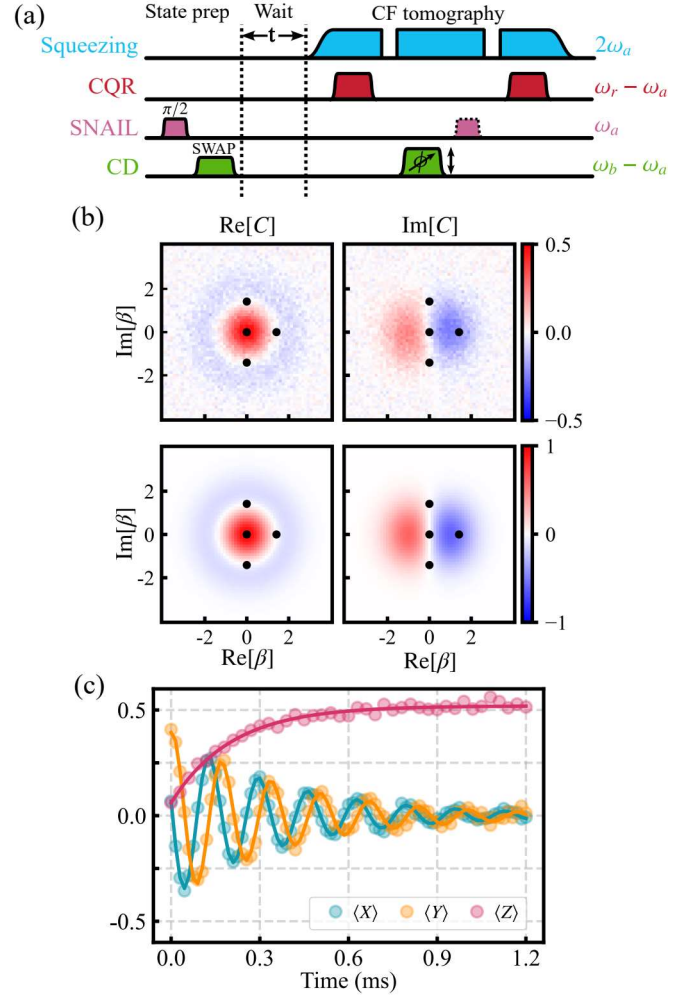 (a)
State prep Wait CF tomography
t
Squeezing 2ω_a
CQR ω_r − ω_a
π/2
SNAIL ω_a
SWAP
CD ϕ ω_b − ω_a
(b)
Re[C] Im[C]
0.5
2
Im[β] 0 0.0
-2
−0.5
1
2
Im[β] 0 0
-2
−1
-2 0 2 -2 0 2
Re[β] Re[β]
(c)
0.5
0.0
-0.5
⟨X⟩ ⟨Y⟩ ⟨Z⟩
0.0 0.3 0.6 0.9 1.2
Time (ms)